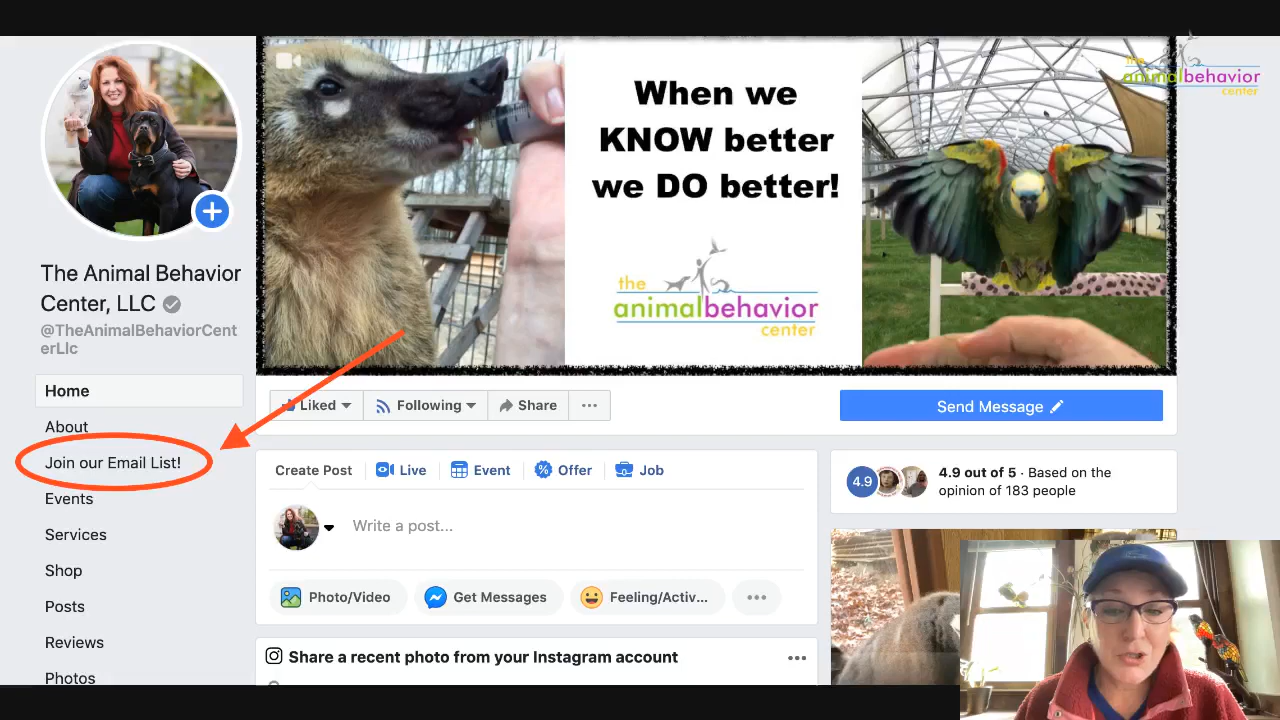 The Animal Behavior
Center, LLC
@TheAnimalBehaviorCent
erLlc
Home
About
Join our Email List!
Events
Services
Shop
Posts
Reviews
Photos
When we
KNOW better
we DO better!
the
animalbehavior
center
the
animalbehavior
center
Liked
Following
Share
Send Message
Create Post
Live
Event
Offer
Job
Write a post...
Photo/Video
Get Messages
Feeling/Activ...
Share a recent photo from your Instagram account
4.9
4.9 out of 5 · Based on the
opinion of 183 people